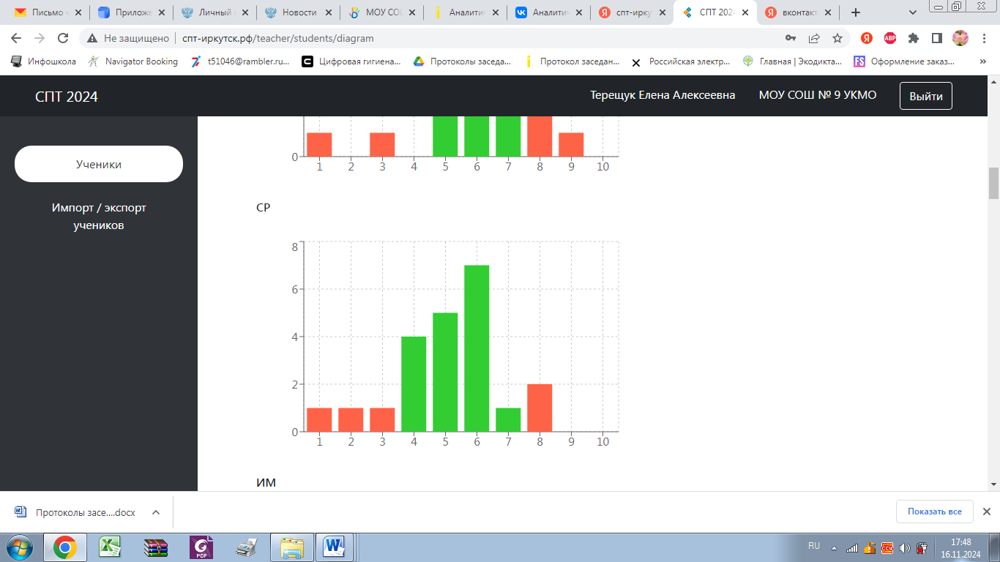 Письмо
Приложе
Личный
Новости
МОУ СОШ
Аналити
Аналити
спт-ирку
СПТ 2024
вконтакт
Не защищено
спт-иркутск.рф/teacher/students/diagram
Инфошкола
Navigator Booking
t51046@rambler.ru...
Цифровая гигиена...
Протоколы заседа...
Протокол заседан...
Российская электр...
Главная | Экодикта...
Оформление заказ...
»
СПТ 2024
Терещук Елена Алексеевна
МОУ СОШ № 9 УКМО
Выйти
Ученики
Импорт / экспорт
учеников
0
1 2 3 4 5 6 7 8 9 10
СР
8
6
4
2
0
1 2 3 4 5 6 7 8 9 10
ИМ
Протоколы засе....docx
Показать все
RU
17:48
16.11.2024